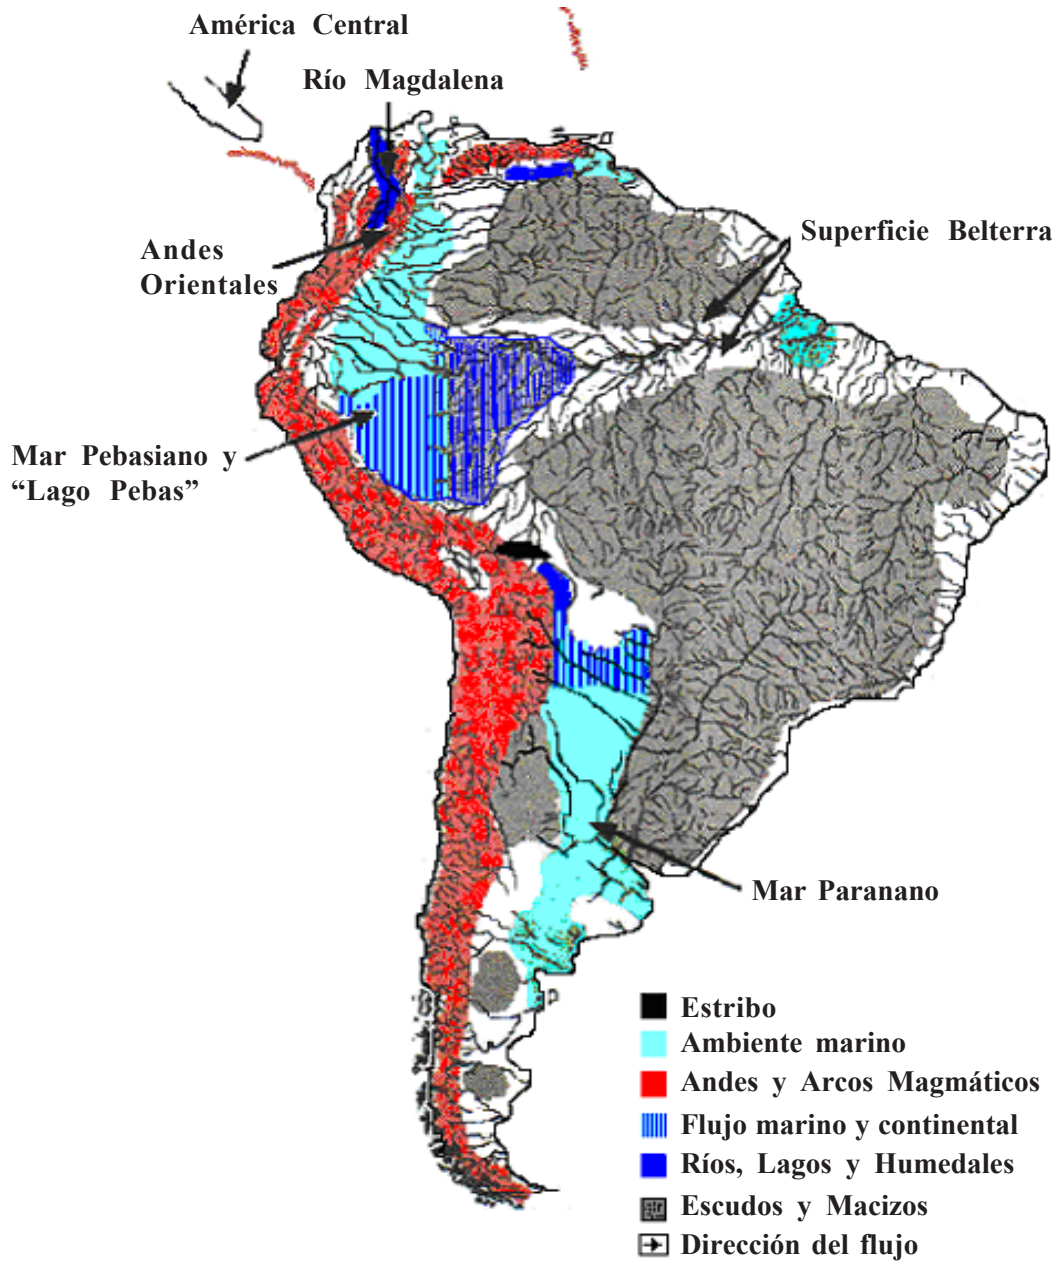 América Central
Río Magdalena
Superficie Belterra
Andes
Orientales
Mar Pebasiano y
“Lago Pebas”
Mar Paranano
Estribo
Ambiente marino
Andes y Arcos Magmáticos
Flujo marino y continental
Ríos, Lagos y Humedales
Escudos y Macizos
Dirección del flujo